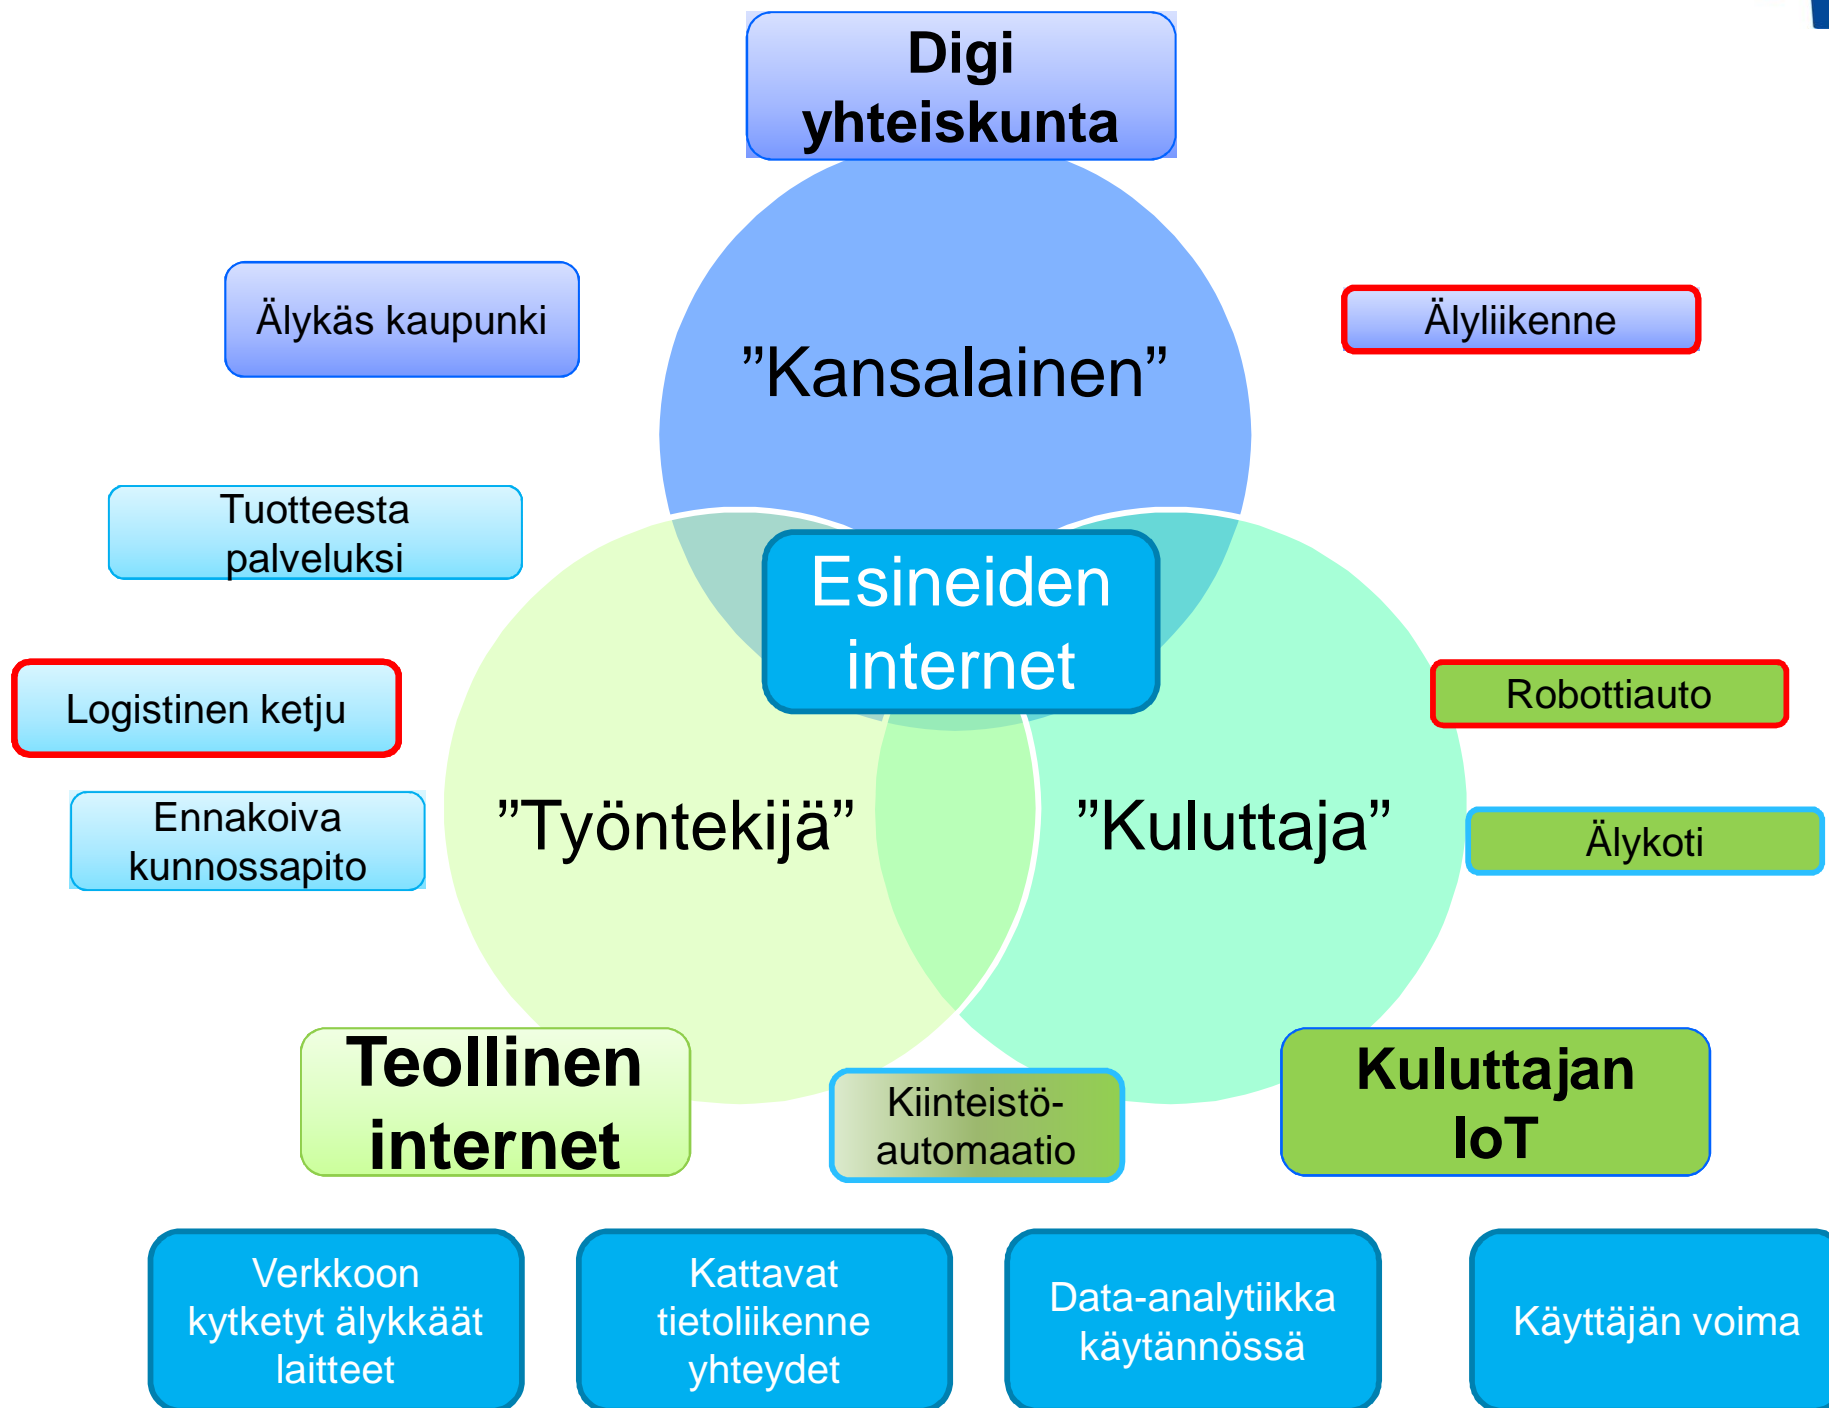 Digi
yhteiskunta
Älykäs kaupunki
Älyliikenne
”Kansalainen”
Tuotteesta
palveluksi
Esineiden
internet
Logistinen ketju
Robottiauto
Ennakoiva
kunnossapito
”Työntekijä”
”Kuluttaja”
Älykoti
Teollinen
internet
Kiinteistö-
automaatio
Kuluttajan
IoT
Verkkoon
kytketyt älykkäät
laitteet
Kattavat
tietoliikenne
yhteydet
Data-analytiikka
käytännössä
Käyttäjän voima